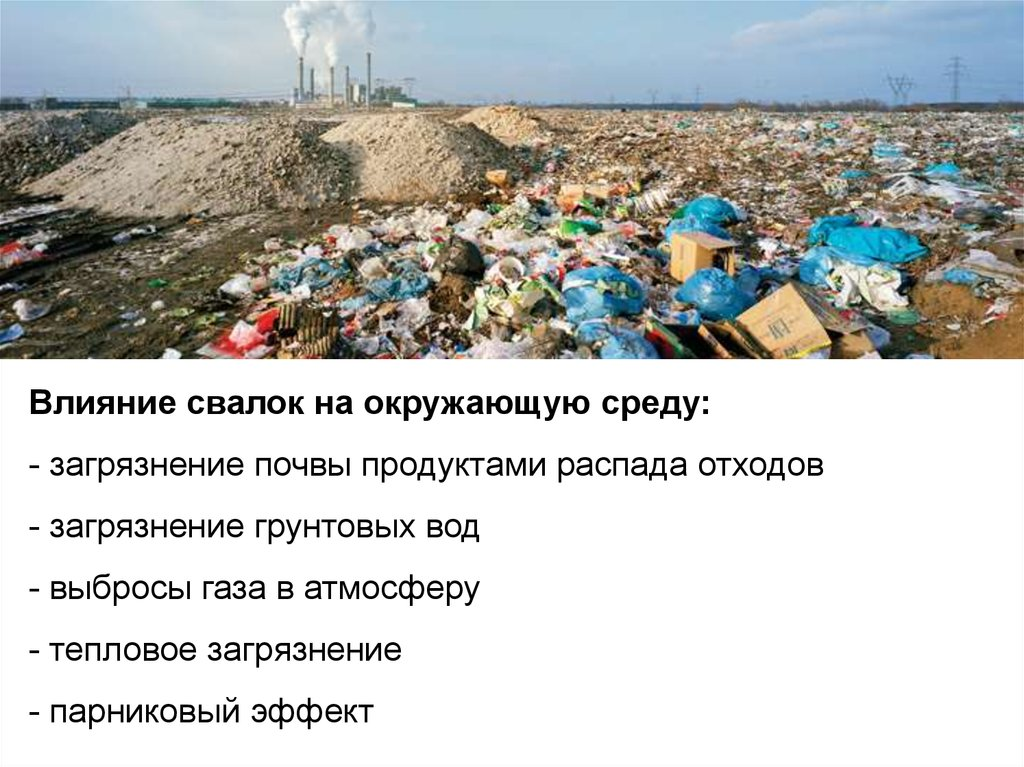 Влияние свалок на окружающую среду:
- загрязнение почвы продуктами распада отходов
- загрязнение грунтовых вод
- выбросы газа в атмосферу
- тепловое загрязнение
- парниковый эффект